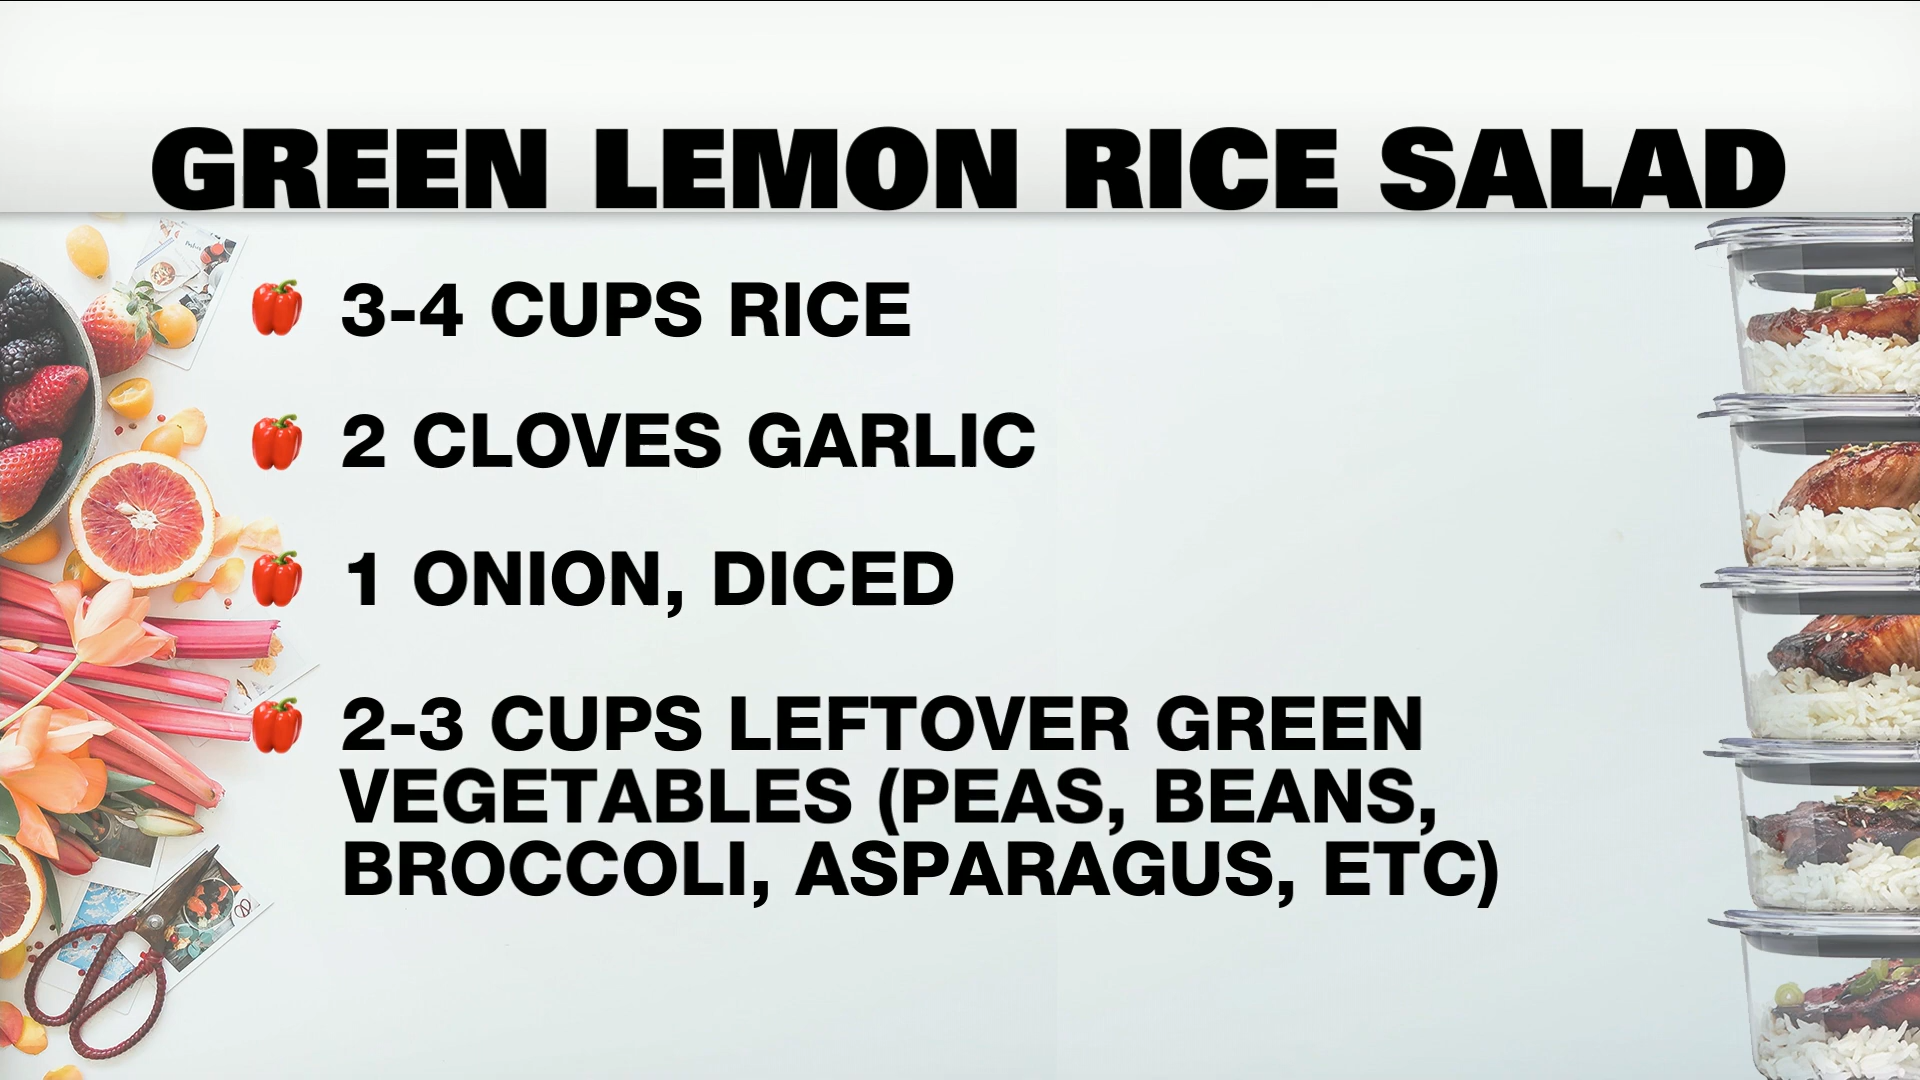 GREEN LEMON RICE SALAD
3-4 CUPS RICE
2 CLOVES GARLIC
1 ONION, DICED
2-3 CUPS LEFTOVER GREEN
VEGETABLES (PEAS, BEANS,
BROCCOLI, ASPARAGUS, ETC)